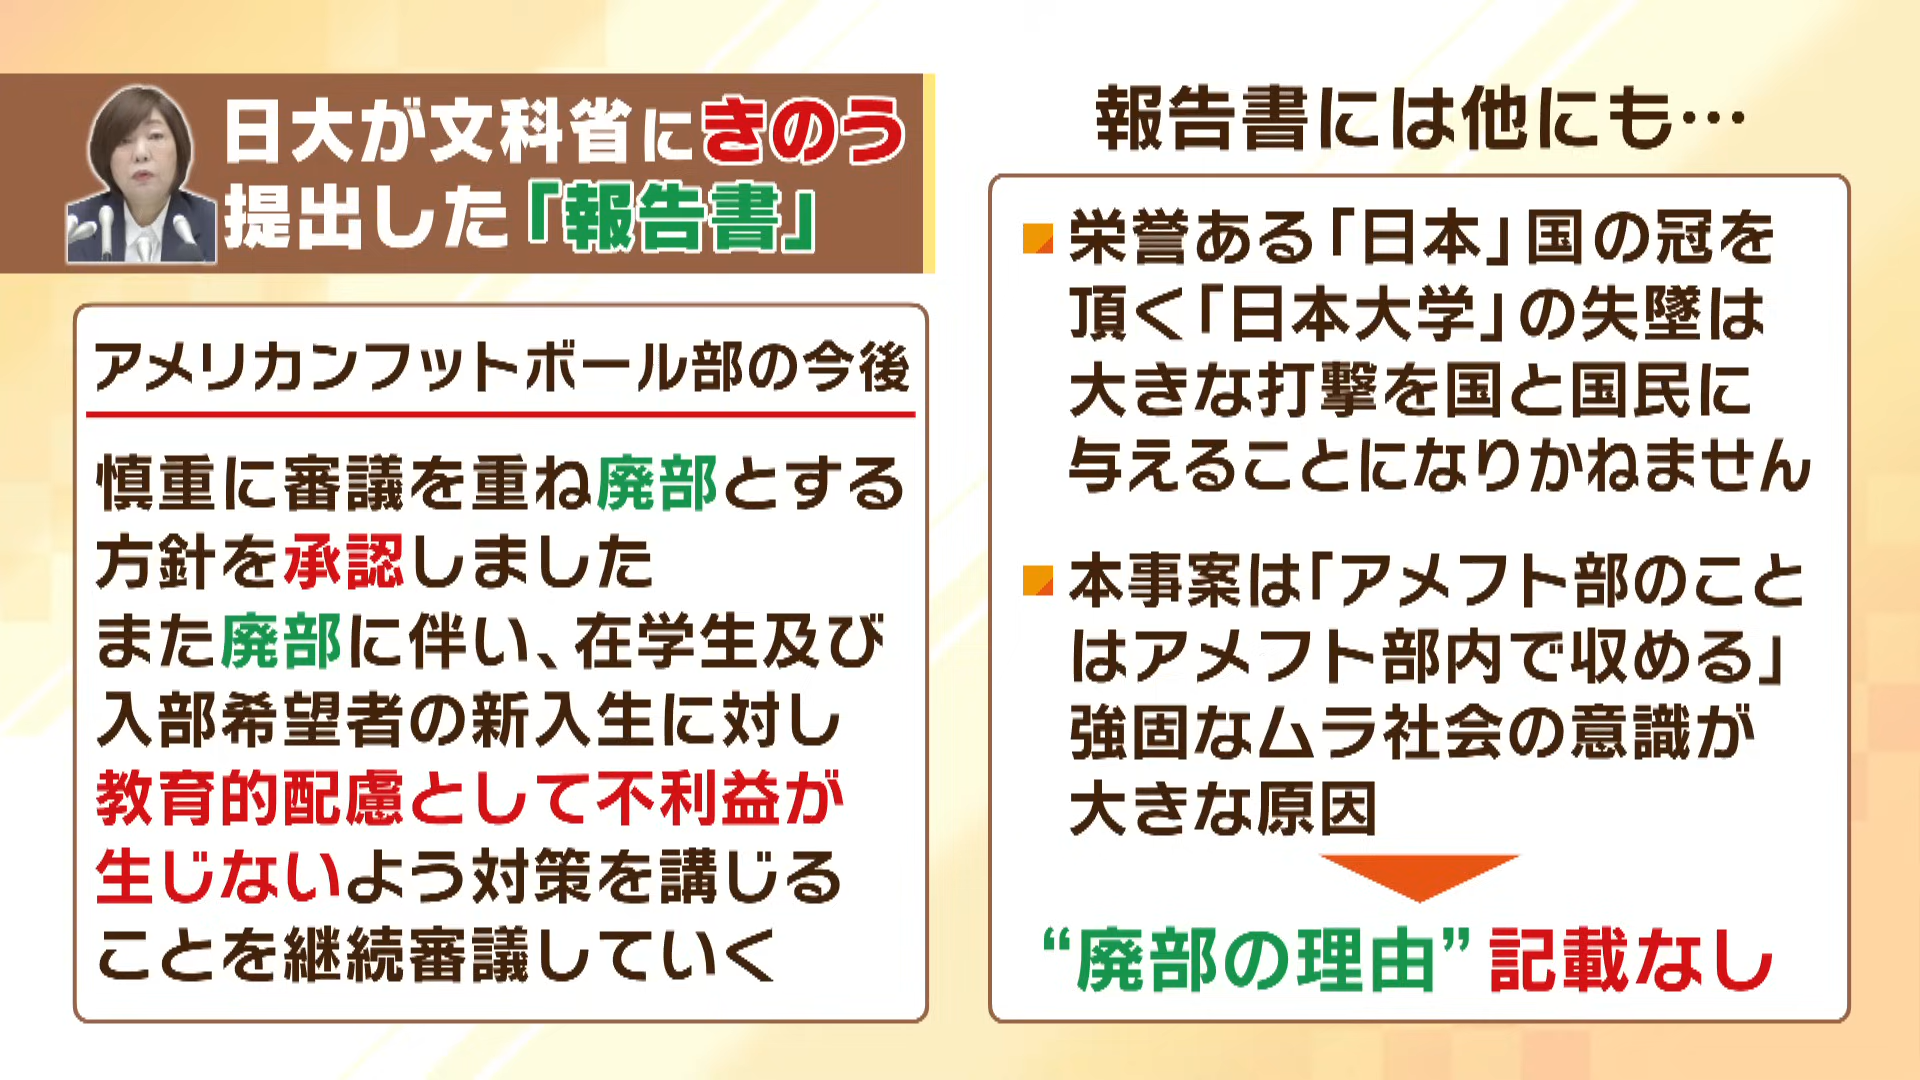 日大が文科省にきのう
提出した「報告書」
アメリカンフットボール部の今後
慎重に審議を重ね廃部とする
方針を承認しました
また廃部に伴い、在学生及び
入部希望者の新入生に対し
教育的配慮として不利益が
生じないよう対策を講じる
ことを継続審議していく
報告書には他にも…
栄誉ある「日本」国の冠を
頂く「日本大学」の失墜は
大きな打撃を国と国民に
与えることになりかねません
本事案は「アメフト部のこと
はアメフト部内で収める」
強固なムラ社会の意識が
大きな原因
“廃部の理由”記載なし